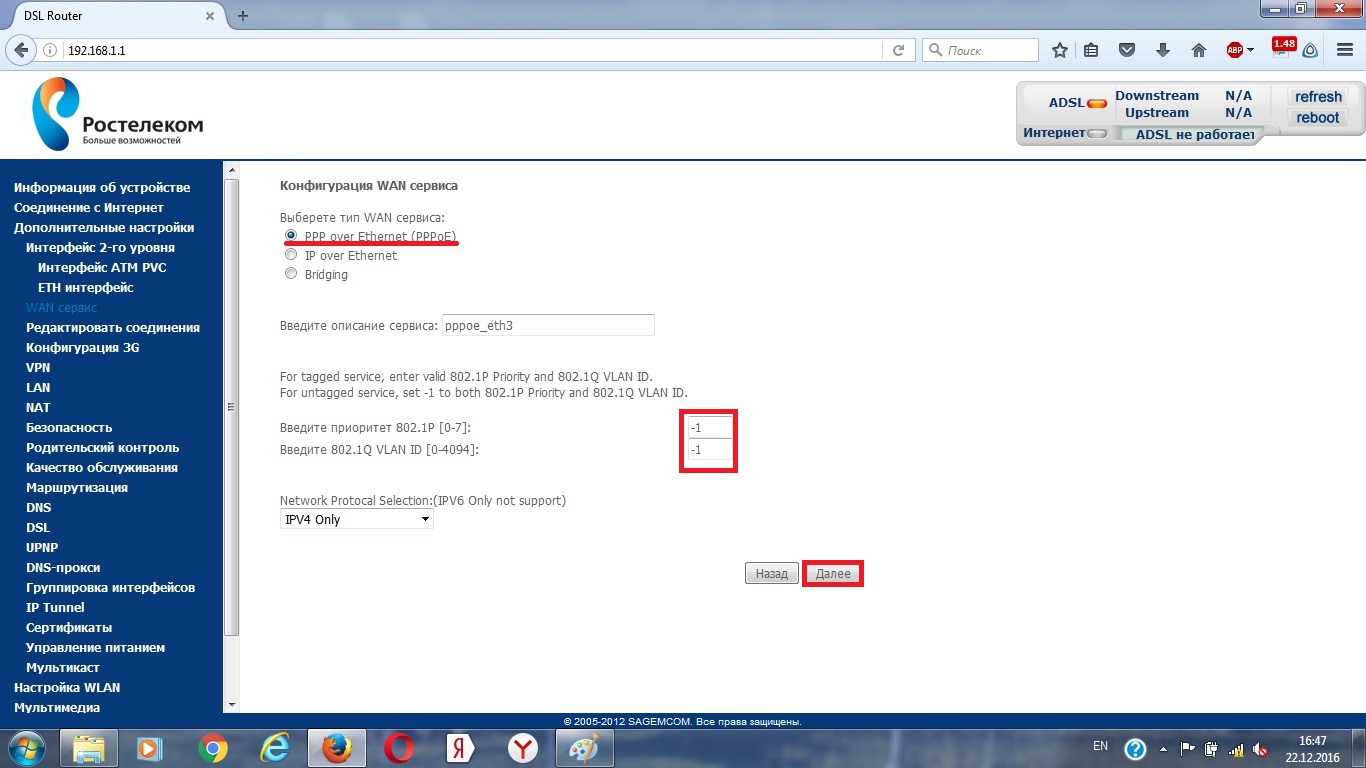 DSL Router
192.168.1.1
Поиск
ABP
1.48
Ростелеком
Больше возможностей
ADSL
Downstream N/A
Upstream N/A
Интернет
ADSL не работает
refresh
reboot
Информация об устройстве
Соединение с Интернет
Дополнительные настройки
Интерфейс 2-го уровня
Интерфейс ATM PVC
ETH интерфейс
WAN сервис
Редактировать соединения
Конфигурация 3G
VPN
LAN
NAT
Безопасность
Родительский контроль
Качество обслуживания
Маршрутизация
DNS
DSL
UPNP
DNS-прокси
Группировка интерфейсов
IP Tunnel
Сертификаты
Управление питанием
Мультикаст
Настройка WLAN
Мультимедиа
Конфигурация WAN сервиса
Выберете тип WAN сервиса:
PPP over Ethernet (PPPoE)
IP over Ethernet
Bridging
Введите описание сервиса: pppoe_eth3
For tagged service, enter valid 802.1P Priority and 802.1Q VLAN ID.
For untagged service, set -1 to both 802.1P Priority and 802.1Q VLAN ID.
Введите приоритет 802.1P [0-7]: -1
Введите 802.1Q VLAN ID [0-4094]: -1
Network Protocal Selection:(IPV6 Only not support)
IPV4 Only
Назад Далее
© 2005-2012 SAGEMCOM. Все права защищены.
Я
Y
EN
16:47
22.12.2016